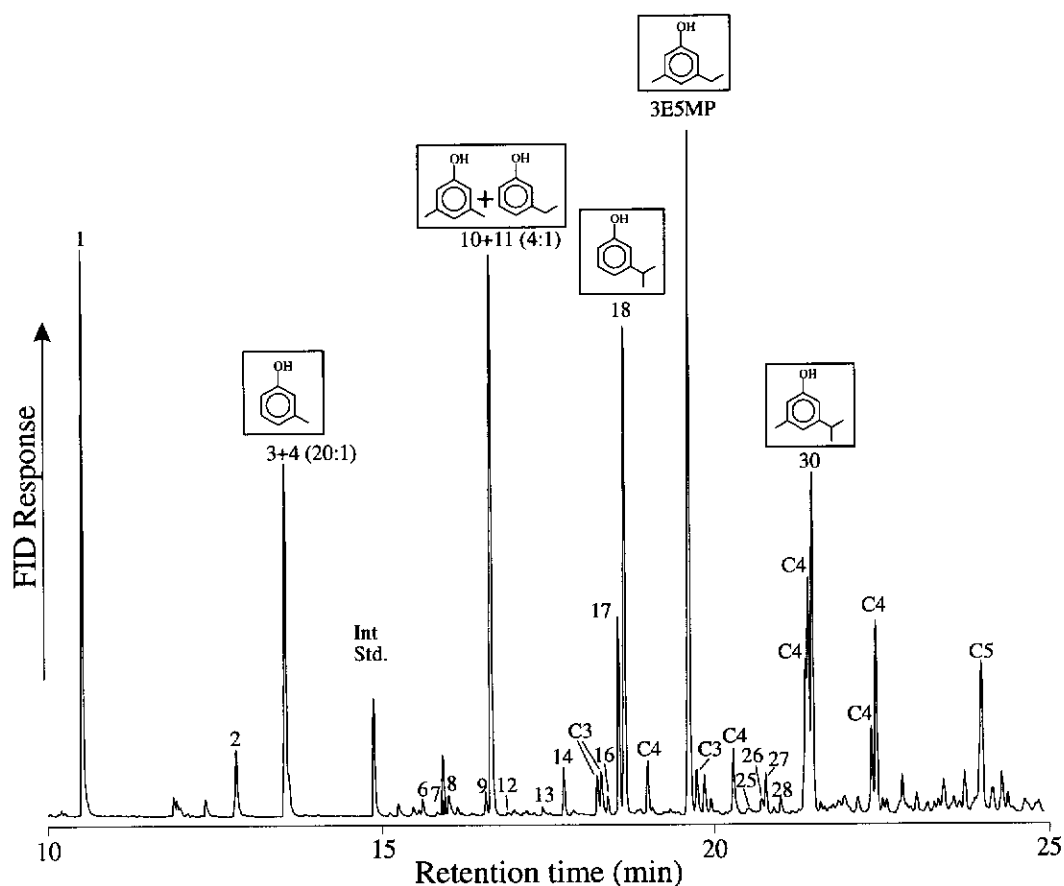 OH
3E5MP
OH
+
OH
10+11 (4:1)
1
OH
18
OH
3+4 (20:1)
OH
30
FID Response
C4
C4
17
C4
Int
Std.
C4
C5
C4
2
C3
16
C4
C4
14
C3
26
27
6
7
8
9
12
13
25
28
10
15
20
25
Retention time (min)